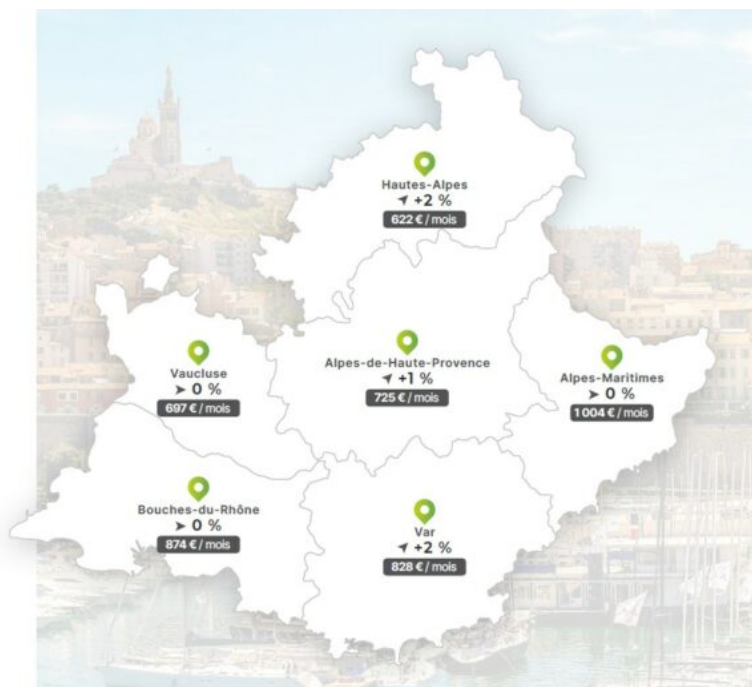 Hautes-Alpes
+2 %
622 € / mois
Alpes-de-Haute-Provence
+1 %
725 € / mois
Vaucluse
0 %
697 € / mois
Alpes-Maritimes
0 %
1 004 € / mois
Bouches-du-Rhône
0 %
874 € / mois
Var
+2 %
828 € / mois